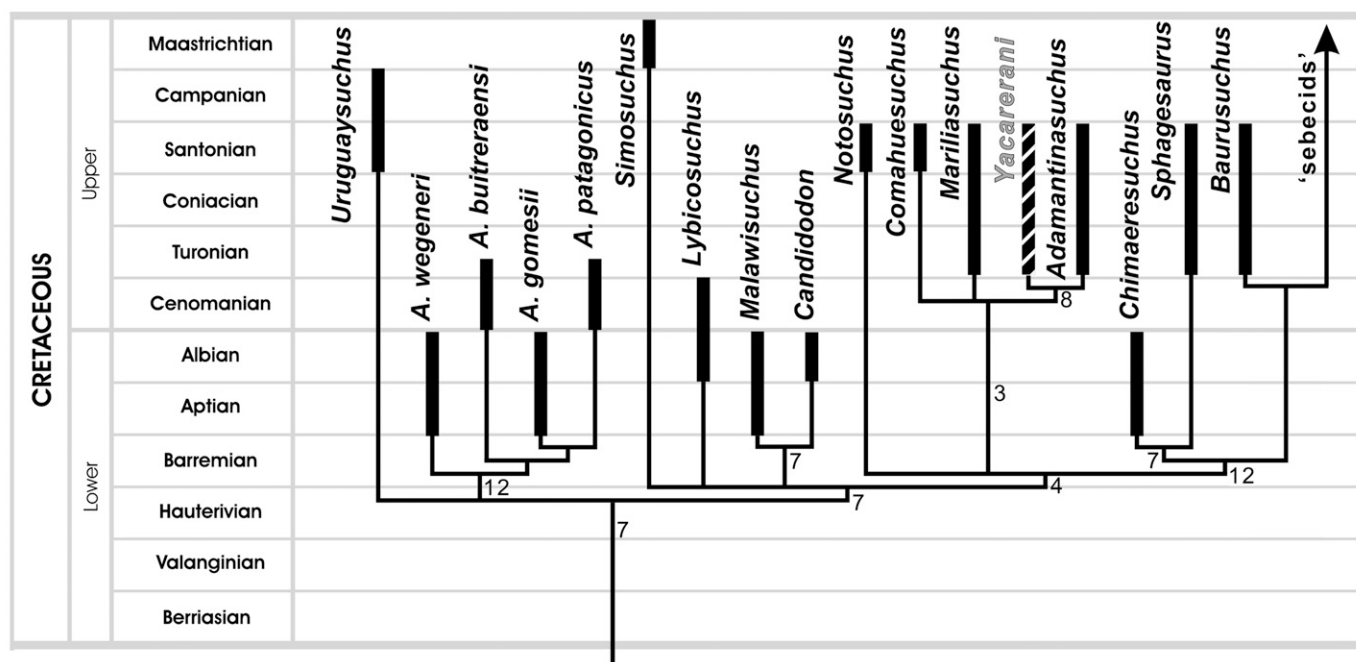 CRETACEOUS
Upper
Lower
Maastrichtian
Campanian
Santonian
Coniacian
Turonian
Cenomanian
Albian
Aptian
Barremian
Hauterivian
Valanginian
Berriasian
Uruguaysuchus
A. wegeneri
A. buitreraensi
A. gomesii
A. patagonicus
Simosuchus
Lybicosuchus
Malawisuchus
Candidodon
Notosuchus
Comahuesuchus
Mariliasuchus
Yacarerani
Adamantinasuchus
Chimaeresuchus
Sphagesaurus
Baurusuchus
'sebecids'
8
3
7
7
12
12
4
7
7